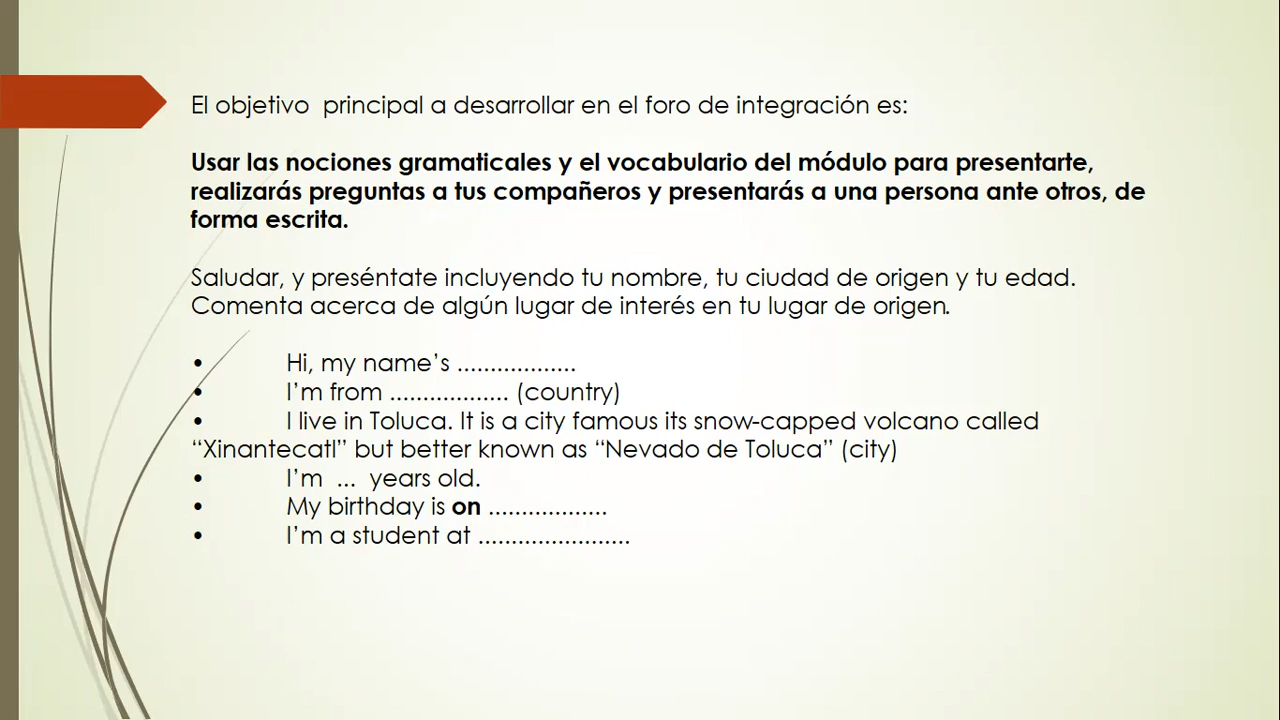 El objetivo  principal a desarrollar en el foro de integración es:
Usar las nociones gramaticales y el vocabulario del módulo para presentarte,
realizarás preguntas a tus compañeros y presentarás a una persona ante otros, de
forma escrita.
Saludar, y preséntate incluyendo tu nombre, tu ciudad de origen y tu edad.
Comenta acerca de algún lugar de interés en tu lugar de origen.
• Hi, my name’s ..................
• I’m from .................. (country)
• I live in Toluca. It is a city famous its snow-capped volcano called
“Xinantecatl” but better known as “Nevado de Toluca” (city)
• I’m  ...  years old.
• My birthday is on ..................
• I’m a student at .......................